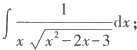 ∫ 1/(x √(x²-2x-3)) dx;